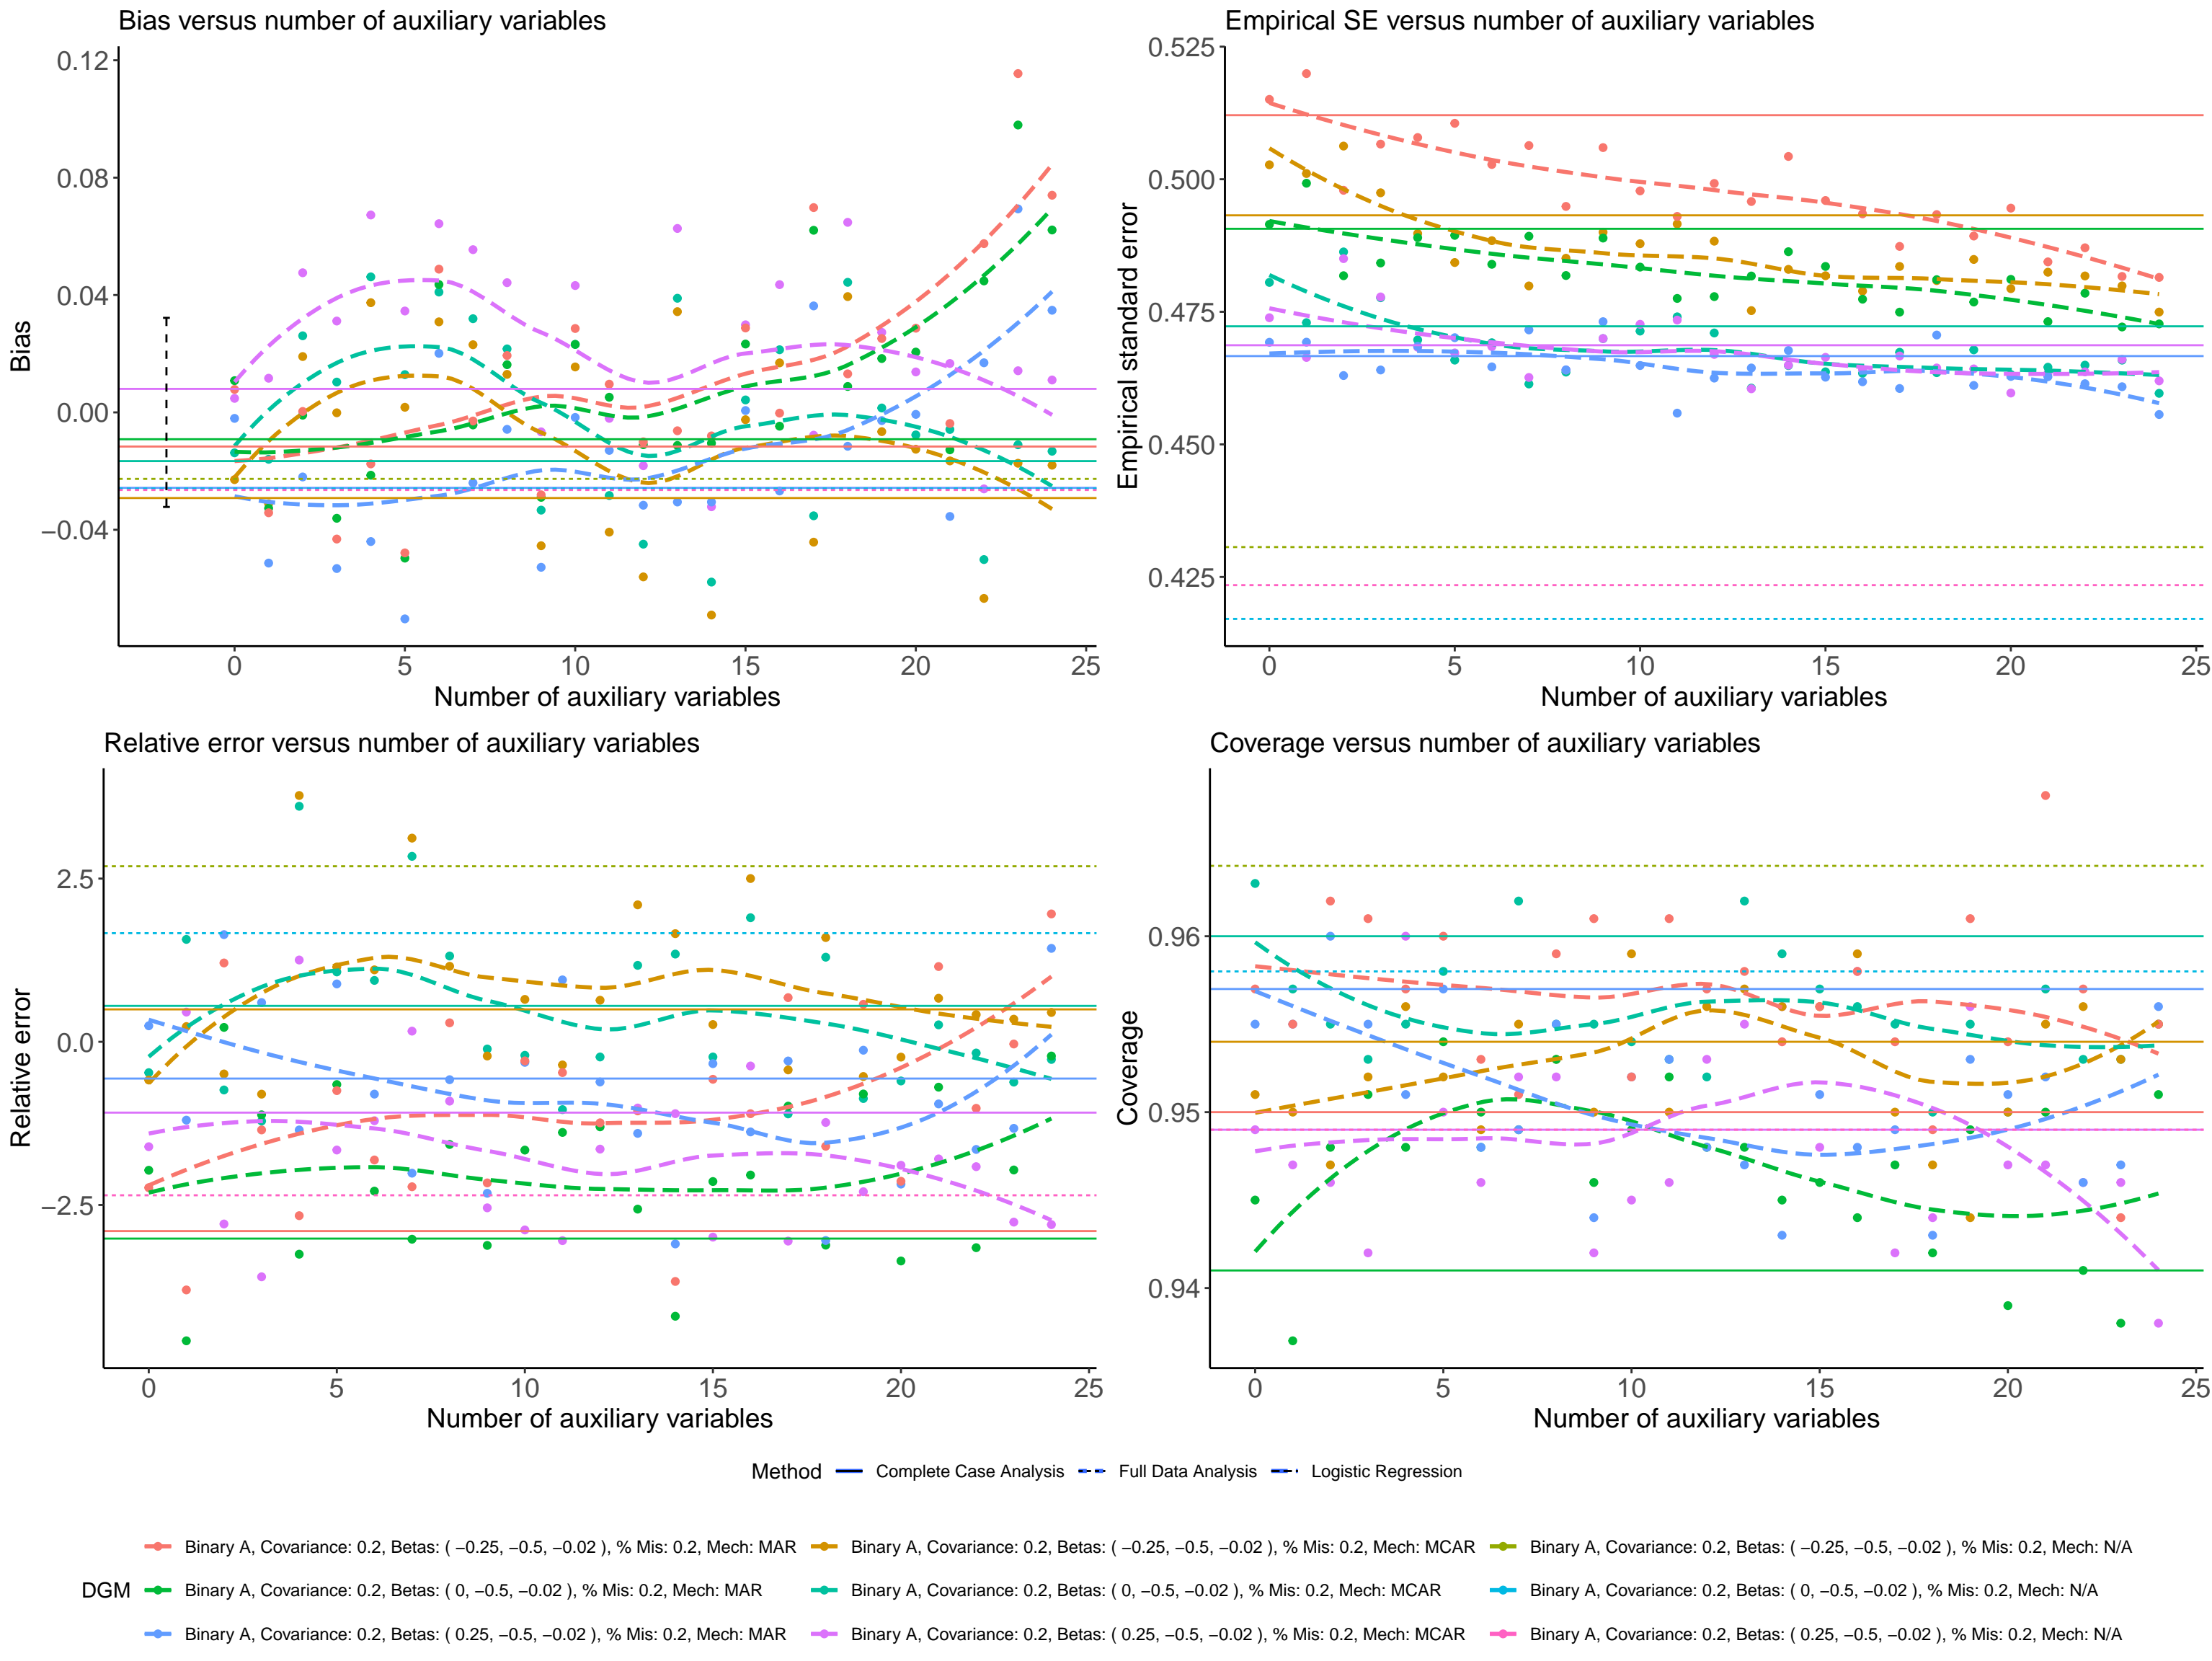 Bias versus number of auxiliary variables
0.12
0.08
0.04
0.00
−0.04
Bias
0 5 10 15 20 25
Number of auxiliary variables
Empirical SE versus number of auxiliary variables
0.525
0.500
0.475
0.450
0.425
Empirical standard error
0 5 10 15 20 25
Number of auxiliary variables
Relative error versus number of auxiliary variables
2.5
0.0
−2.5
Relative error
0 5 10 15 20 25
Number of auxiliary variables
Coverage versus number of auxiliary variables
0.96
0.95
0.94
Coverage
0 5 10 15 20 25
Number of auxiliary variables
Method Complete Case Analysis Full Data Analysis Logistic Regression
Binary A, Covariance: 0.2, Betas: ( −0.25, −0.5, −0.02 ), % Mis: 0.2, Mech: MAR Binary A, Covariance: 0.2, Betas: ( −0.25, −0.5, −0.02 ), % Mis: 0.2, Mech: MCAR Binary A, Covariance: 0.2, Betas: ( −0.25, −0.5, −0.02 ), % Mis: 0.2, Mech: N/A
DGM Binary A, Covariance: 0.2, Betas: ( 0, −0.5, −0.02 ), % Mis: 0.2, Mech: MAR Binary A, Covariance: 0.2, Betas: ( 0, −0.5, −0.02 ), % Mis: 0.2, Mech: MCAR Binary A, Covariance: 0.2, Betas: ( 0, −0.5, −0.02 ), % Mis: 0.2, Mech: N/A
Binary A, Covariance: 0.2, Betas: ( 0.25, −0.5, −0.02 ), % Mis: 0.2, Mech: MAR Binary A, Covariance: 0.2, Betas: ( 0.25, −0.5, −0.02 ), % Mis: 0.2, Mech: MCAR Binary A, Covariance: 0.2, Betas: ( 0.25, −0.5, −0.02 ), % Mis: 0.2, Mech: N/A